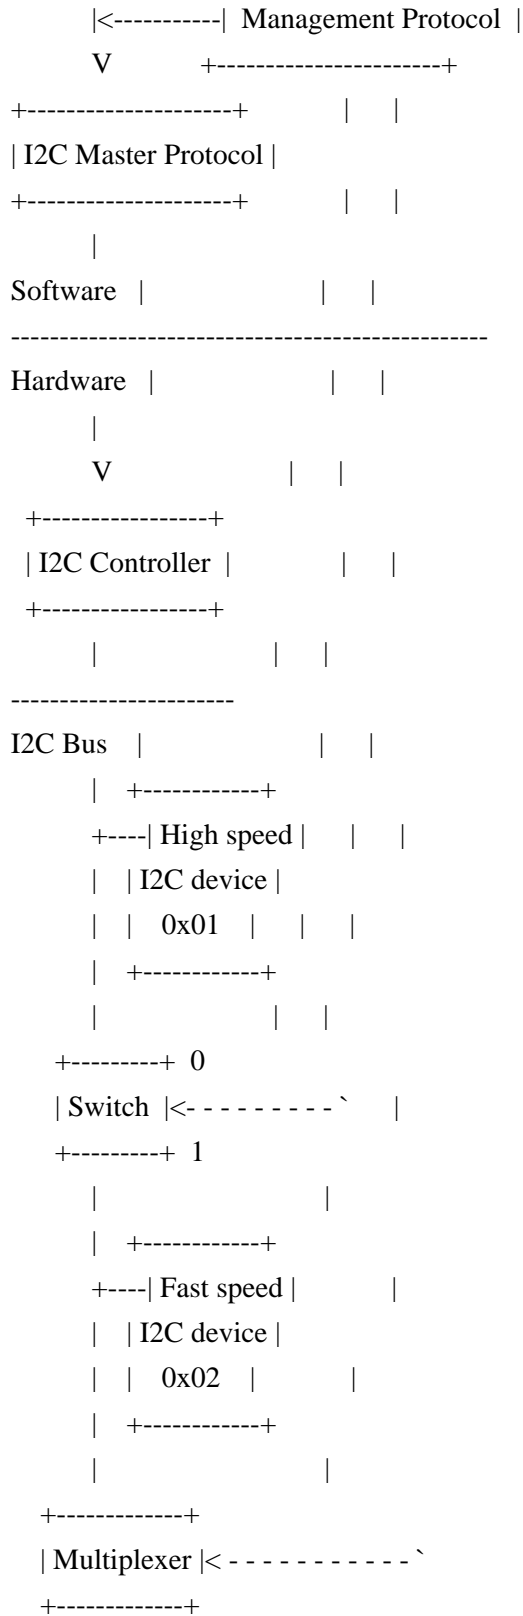 |<-----------| Management Protocol |
V +-----------------------+
+---------------------+ | |
| I2C Master Protocol |
+---------------------+ | |
|
Software | | |
-------------------------------------------------
Hardware | | |
|
V | |
+-----------------+
| I2C Controller | | |
+-----------------+
| | |
-----------------------
I2C Bus | | |
| +------------+
+----| High speed | | |
| | I2C device |
| | 0x01 | | |
| +------------+
| | |
+---------+ 0
| Switch |<- - - - - - - - - ` |
+---------+ 1
| |
| +------------+
+----| Fast speed | |
| | I2C device |
| | 0x02 | |
| +------------+
| |
+-------------+
| Multiplexer |< - - - - - - - - - - - `
+-------------+